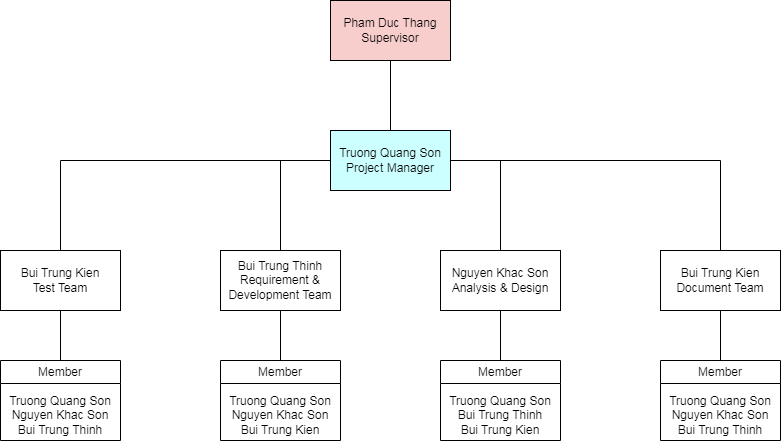 Pham Duc Thang
Supervisor
Truong Quang Son
Project Manager
Bui Trung Kien
Test Team
Bui Trung Thinh
Requirement &
Development Team
Nguyen Khac Son
Analysis & Design
Bui Trung Kien
Document Team
Member
Truong Quang Son
Nguyen Khac Son
Bui Trung Thinh
Member
Truong Quang Son
Nguyen Khac Son
Bui Trung Kien
Member
Truong Quang Son
Bui Trung Thinh
Bui Trung Kien
Member
Truong Quang Son
Nguyen Khac Son
Bui Trung Thinh